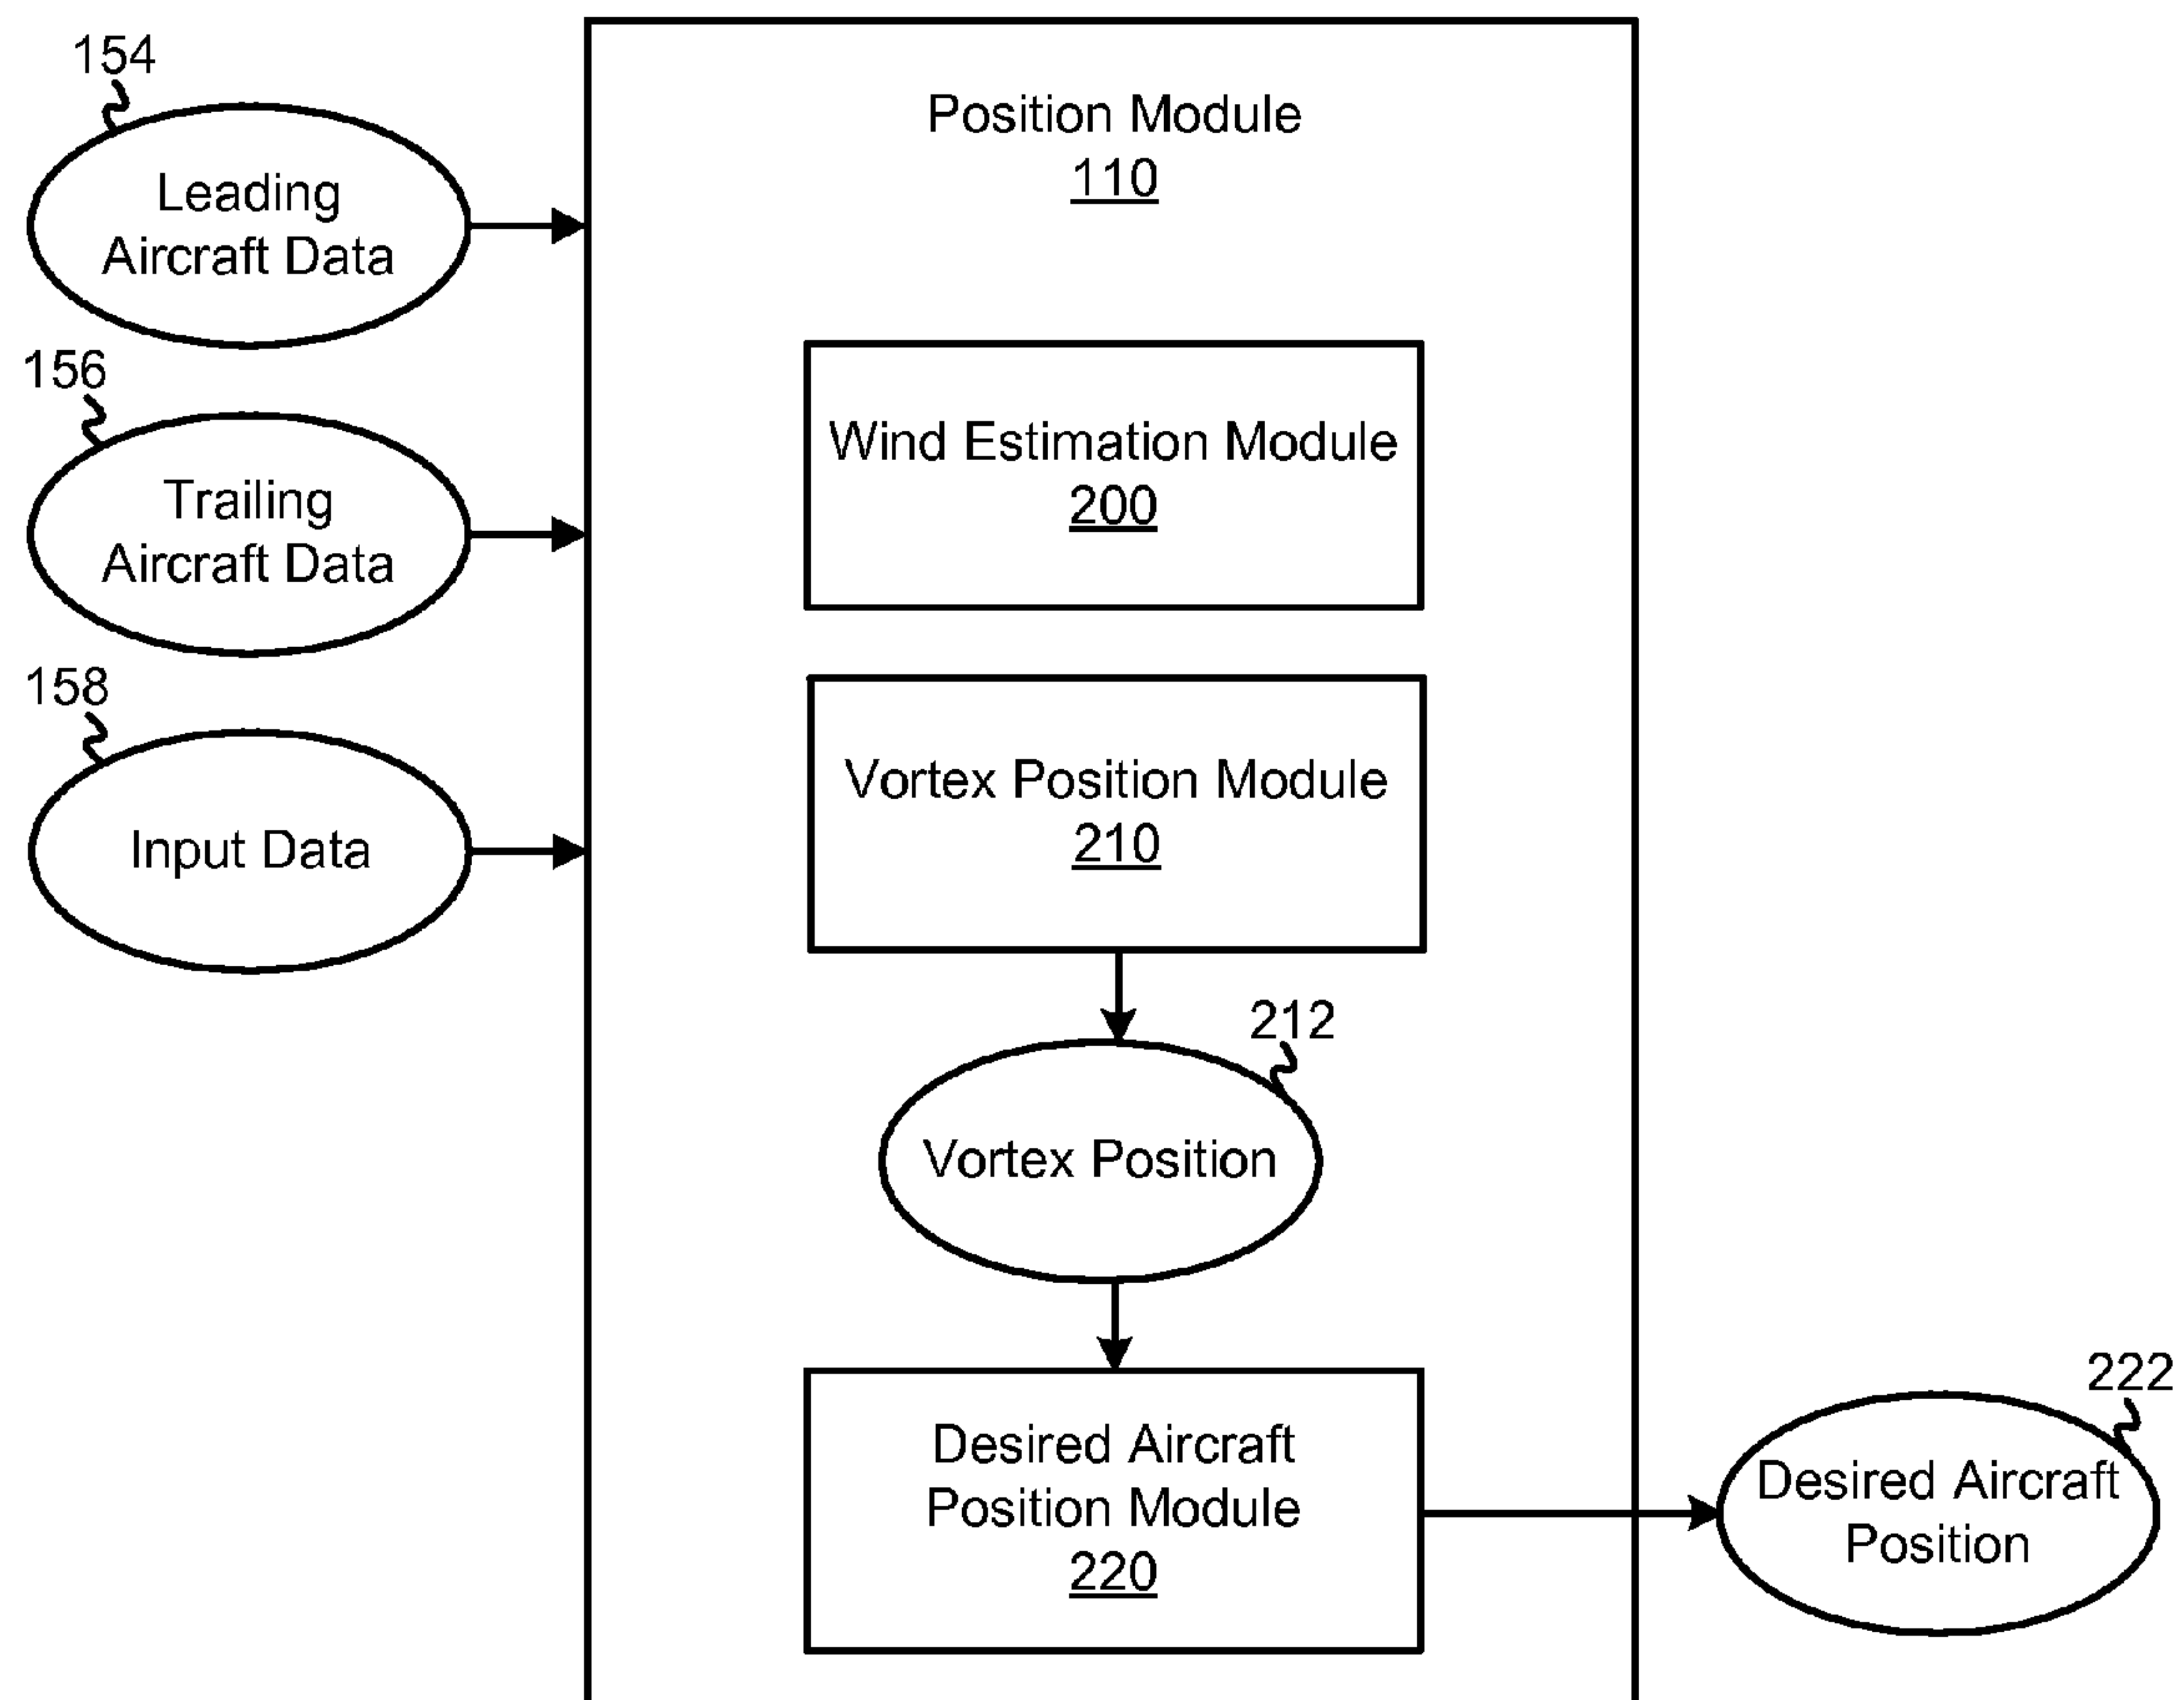 154
Leading
Aircraft Data
156
Trailing
Aircraft Data
158
Input Data
Position Module
110
Wind Estimation Module
200
Vortex Position Module
210
212
Vortex Position
Desired Aircraft
Position Module
220
222
Desired Aircraft
Position